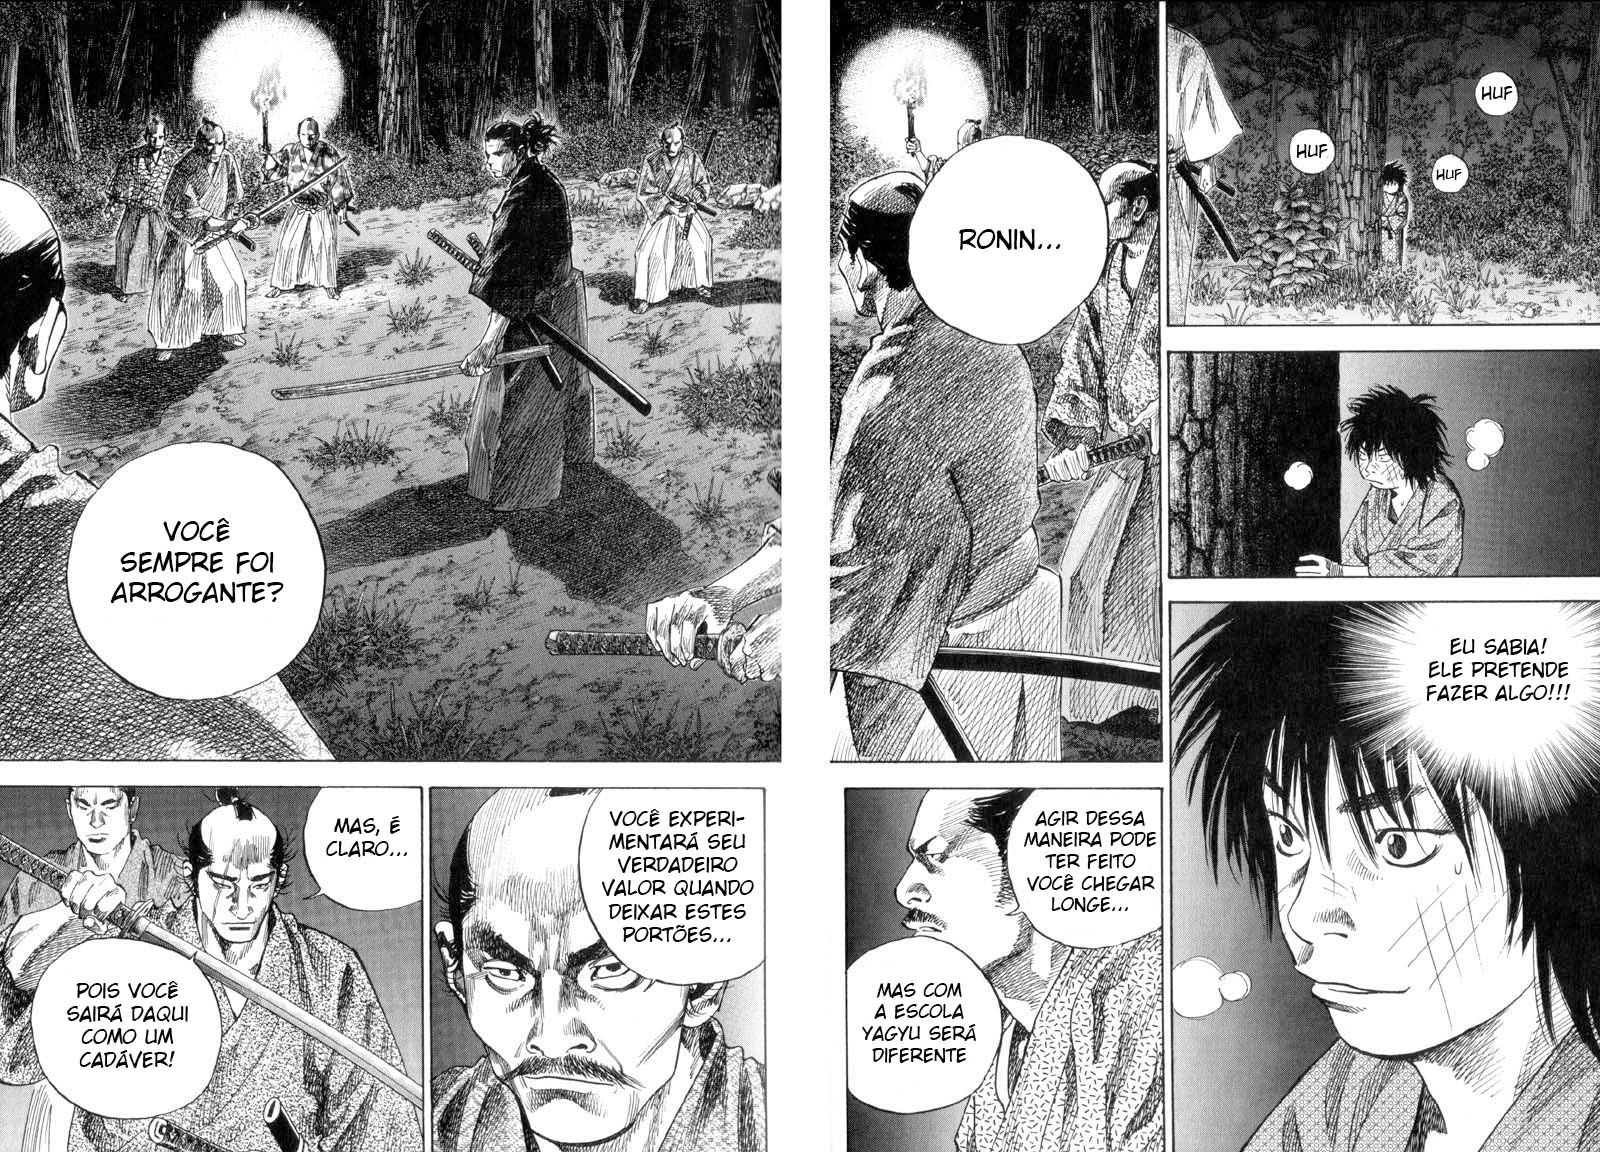 HUF
HUF
HUF
EU SABIA!
ELE PRETENDE
FAZER ALGO!!!
RONIN...
VOCÊ
SEMPRE FOI
ARROGANTE?
AGIR DESSA
MANEIRA PODE
TER FEITO
VOCÊ CHEGAR
LONGE...
MAS COM
A ESCOLA
YAGYU SERÁ
DIFERENTE
VOCÊ EXPERI-
MENTARÁ SEU
VERDADEIRO
VALOR QUANDO
DEIXAR ESTES
PORTÕES...
MAS, É
CLARO...
POIS VOCÊ
SAIRÁ DAQUI
COMO UM
CADÁVER!